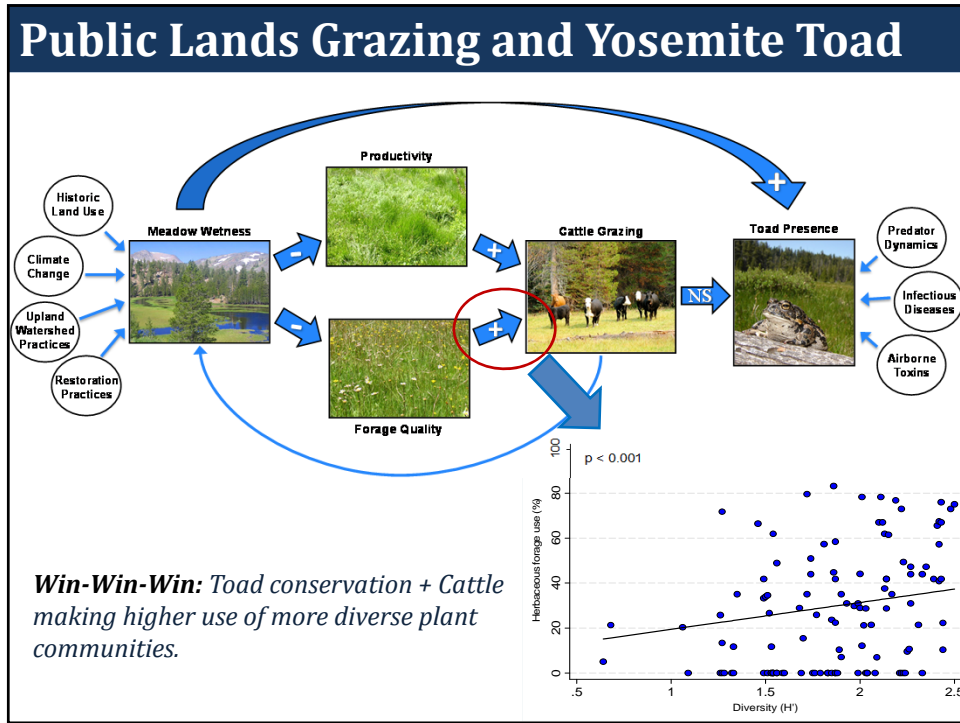 Public Lands Grazing and Yosemite Toad
Productivity
Historic
Land Use
Meadow Wetness
Cattle Grazing
Toad Presence
Predator
Dynamics
Climate
Change
Upland
Watershed
Practices
Restoration
Practices
-
-
+
+
+
NS
Infectious
Diseases
Airborne
Toxins
Forage Quality
p < 0.001
Herbaceous forage use (%)
100
80
60
40
20
0
.5
1
1.5
2
2.5
Diversity (H')
Win-Win-Win: Toad conservation + Cattle
making higher use of more diverse plant
communities.